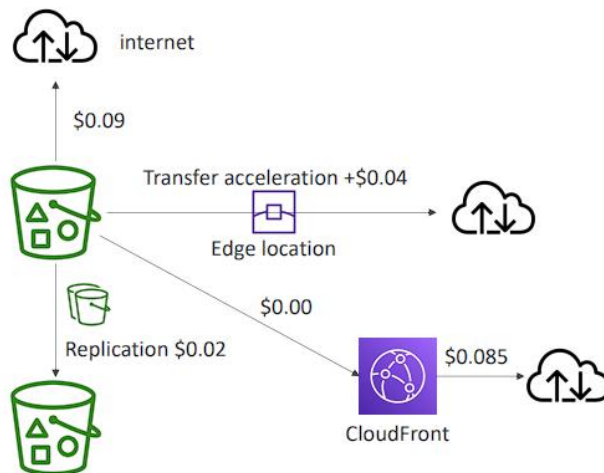 internet
$0.09
Transfer acceleration +$0.04
Edge location
$0.00
Replication $0.02
$0.085
CloudFront